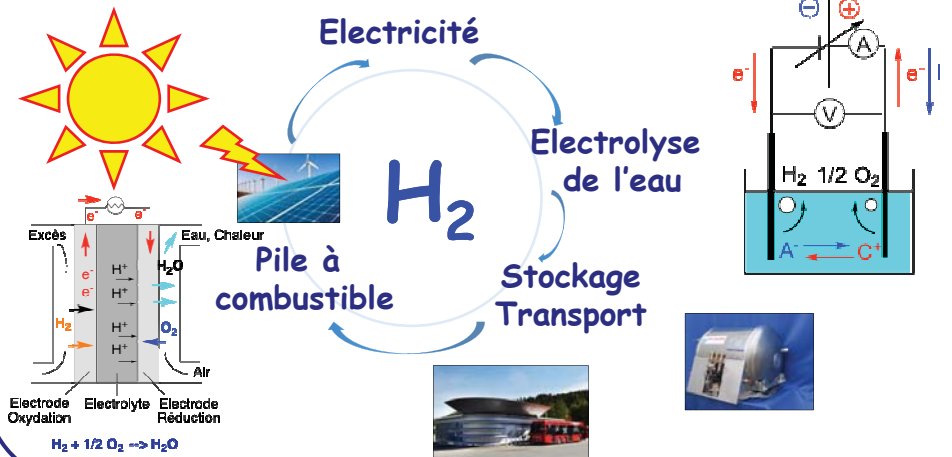 Electricité
⊖ ⊕
A
e⁻
e⁻
V
Electrolyse
de l'eau
H₂ 1/2 O₂
H₂
A⁻
C⁺
e⁻ e⁻
Excès
Eau, Chaleur
H₂O
Pile à
combustible
Stockage
Transport
e⁻
e⁻
H⁺
H⁺
H⁺
H⁺
H₂
O₂
Air
Electrode
Oxydation
Electrolyte
Electrode
Réduction
H₂ + 1/2 O₂ --> H₂O